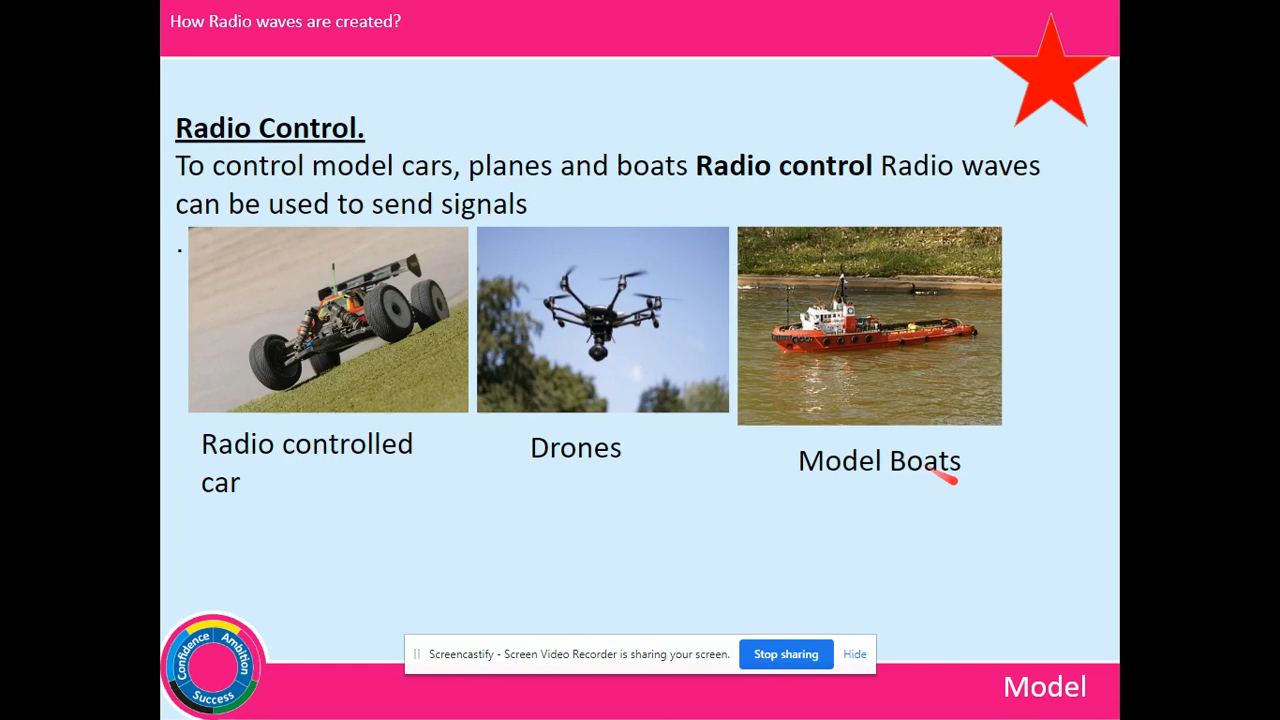 How Radio waves are created?
Radio Control.
To control model cars, planes and boats Radio control Radio waves
can be used to send signals
.
Radio controlled
car
Drones
Model Boats
Confidence
Ambition
Success
Screencastify - Screen Video Recorder is sharing your screen.
Stop sharing
Hide
Model